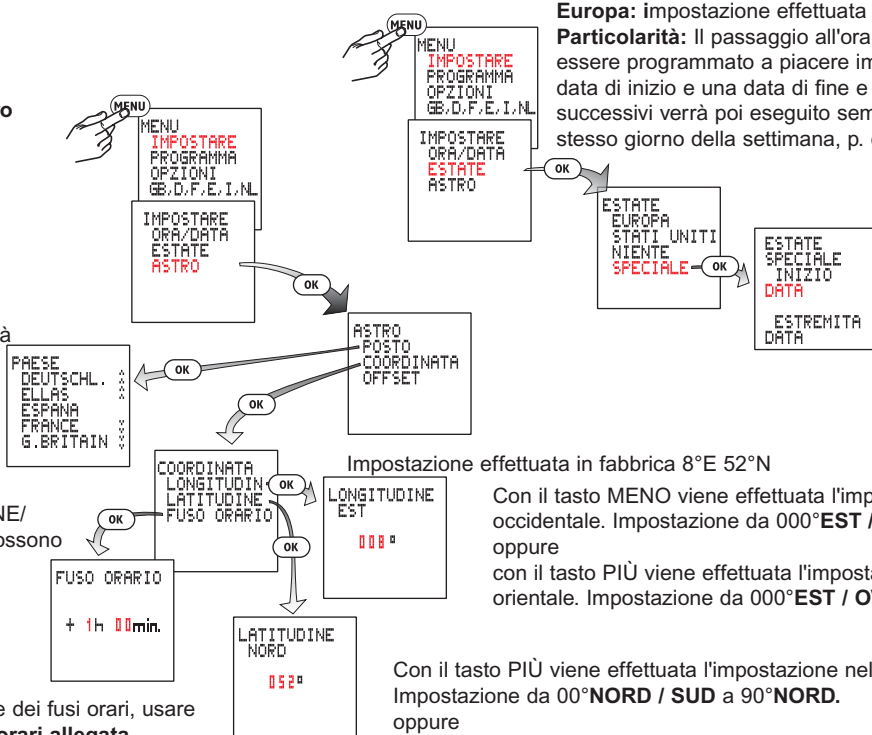 Europa: impostazione effettuata
Particolarità: Il passaggio all'ora
essere programmato a piacere im
data di inizio e una data di fine e
successivi verrà poi eseguito sem
stesso giorno della settimana, p. e
MENU
MENU
IMPOSTARE
PROGRAMMA
OPZIONI
GB,D,F,E,I,NL
IMPOSTARE
ORA/DATA
ESTATE
ASTRO
OK
ESTATE
EUROPA
STATI UNITI
NIENTE
SPECIALE
OK
ESTATE
SPECIALE
INIZIO
DATA
ESTREMITA
DATA
o
MENU
MENU
IMPOSTARE
PROGRAMMA
OPZIONI
GB,D,F,E,I,NL
IMPOSTARE
ORA/DATA
ESTATE
ASTRO
OK
ASTRO
POSTO
COORDINATA
OFFSET
à
OK
PAESE
DEUTSCHL.
ELLAS
ESPANA
FRANCE
G.BRITAIN
OK
COORDINATA
LONGITUDIN
LATITUDINE
FUSO ORARIO
OK
Impostazione effettuata in fabbrica 8°E 52°N
LONGITUDINE
EST
008°
Con il tasto MENO viene effettuata l'imp
occidentale. Impostazione da 000°EST /
oppure
con il tasto PIÙ viene effettuata l'imposta
orientale. Impostazione da 000°EST / O
NE/
ossono
OK
OK
FUSO ORARIO
+ 1h 00min.
LATITUDINE
NORD
052°
Con il tasto PIÙ viene effettuata l'impostazione nel
Impostazione da 00°NORD / SUD a 90°NORD.
oppure
e dei fusi orari, usare
orari allegata